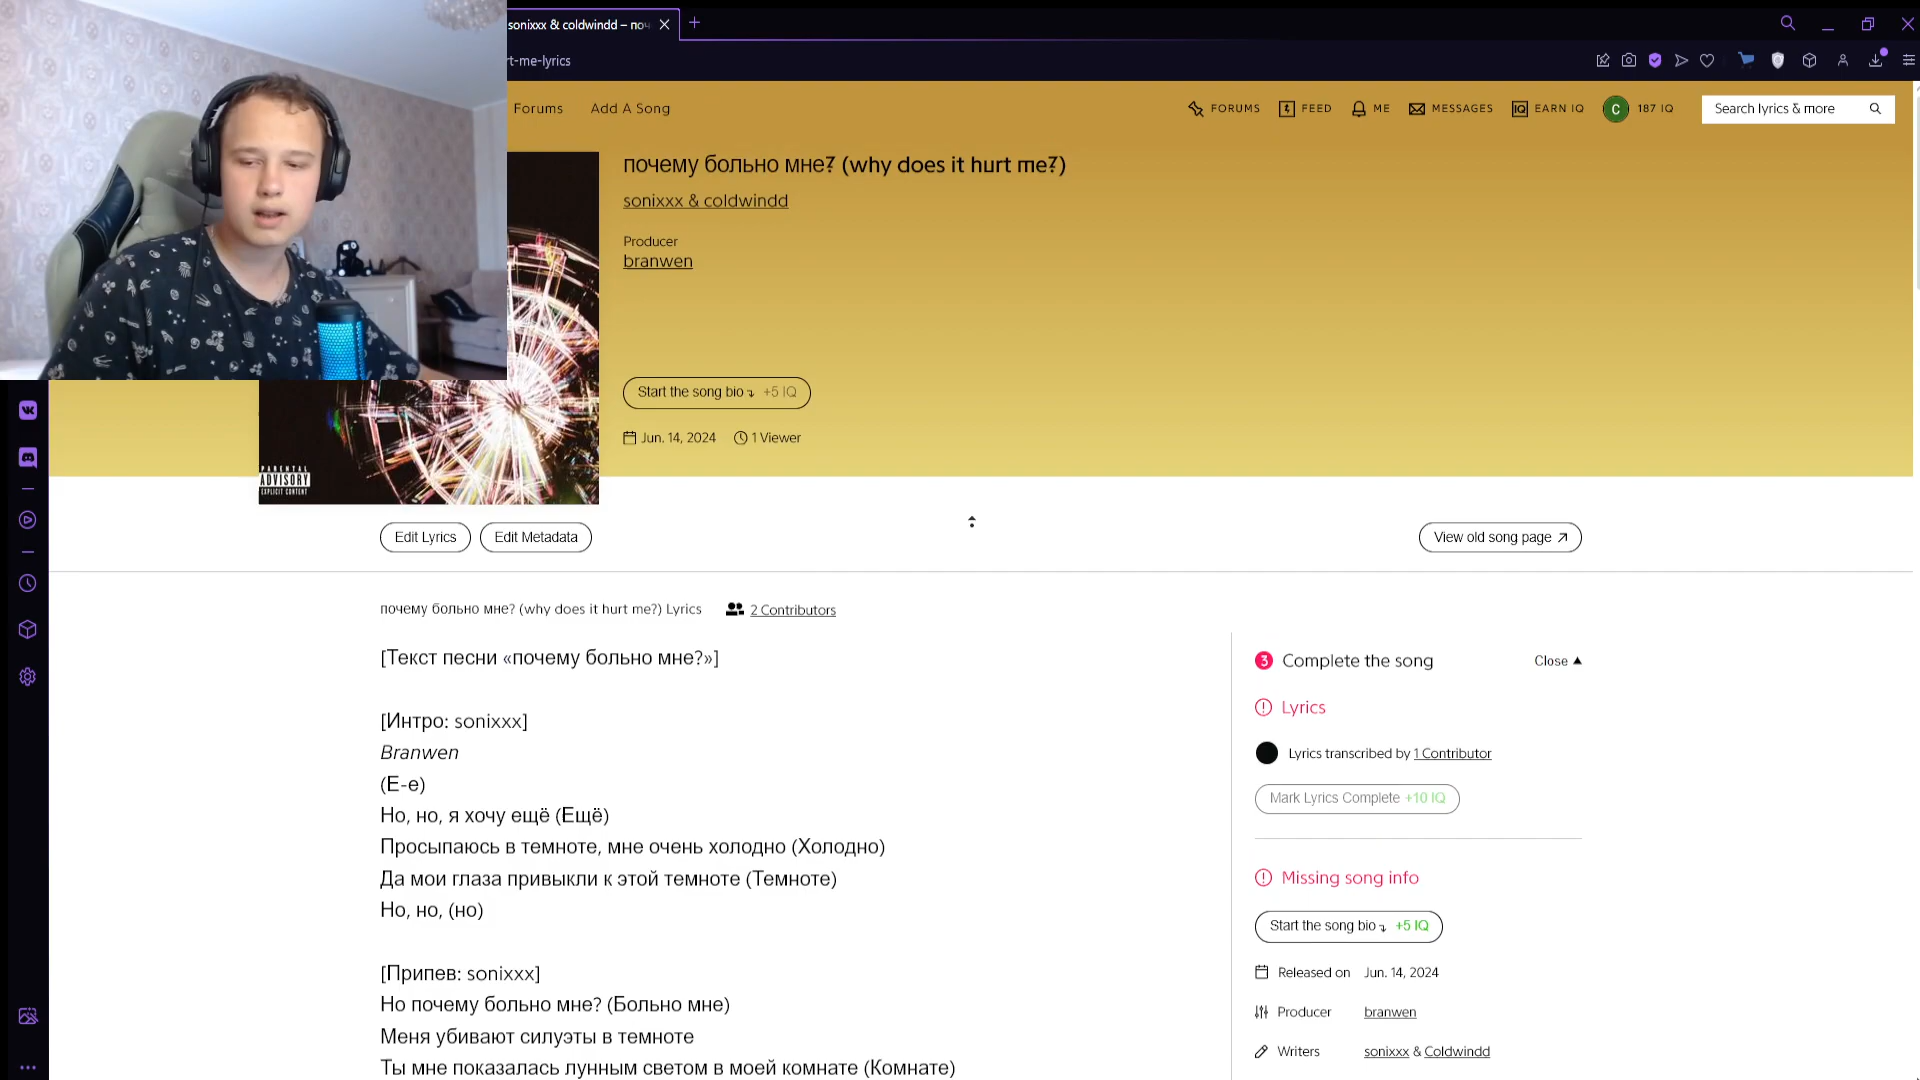 sonixxx & coldwindd – поч
rt-me-lyrics
Forums
Add A Song
FORUMS
FEED
ME
MESSAGES
IQ
EARN IQ
C
187 IQ
Search lyrics & more
почему больно мне? (why does it hurt me?)
sonixxx & coldwindd
Producer
branwen
Start the song bio +5 IQ
Jun. 14, 2024
1 Viewer
PARENTAL
ADVISORY
EXPLICIT CONTENT
Edit Lyrics
Edit Metadata
View old song page
почему больно мне? (why does it hurt me?) Lyrics
2 Contributors
[Текст песни «почему больно мне?»]
[Интро: sonixxx]
Branwen
(Е-е)
Но, но, я хочу ещё (Ещё)
Просыпаюсь в темноте, мне очень холодно (Холодно)
Да мои глаза привыкли к этой темноте (Темноте)
Но, но, (но)
[Припев: sonixxx]
Но почему больно мне? (Больно мне)
Меня убивают силуэты в темноте
Ты мне показалась лунным светом в моей комнате (Комнате)
3 Complete the song
Close
Lyrics
Lyrics transcribed by 1 Contributor
Mark Lyrics Complete +10 IQ
Missing song info
Start the song bio +5 IQ
Released on Jun. 14, 2024
Producer branwen
Writers sonixxx & Coldwindd